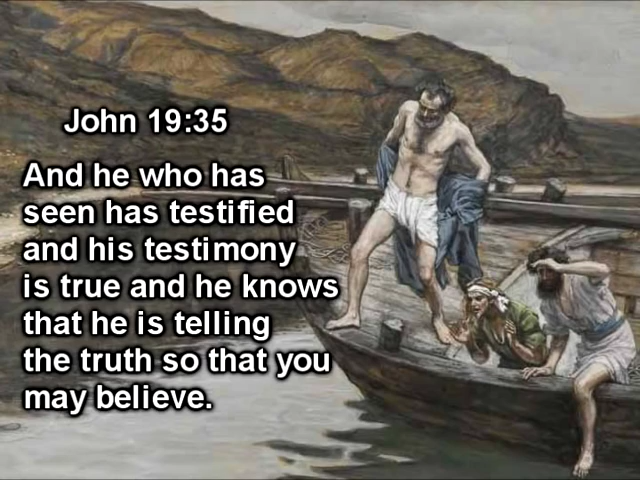 John 19:35
And he who has
seen has testified
and his testimony
is true and he knows
that he is telling
the truth so that you
may believe.